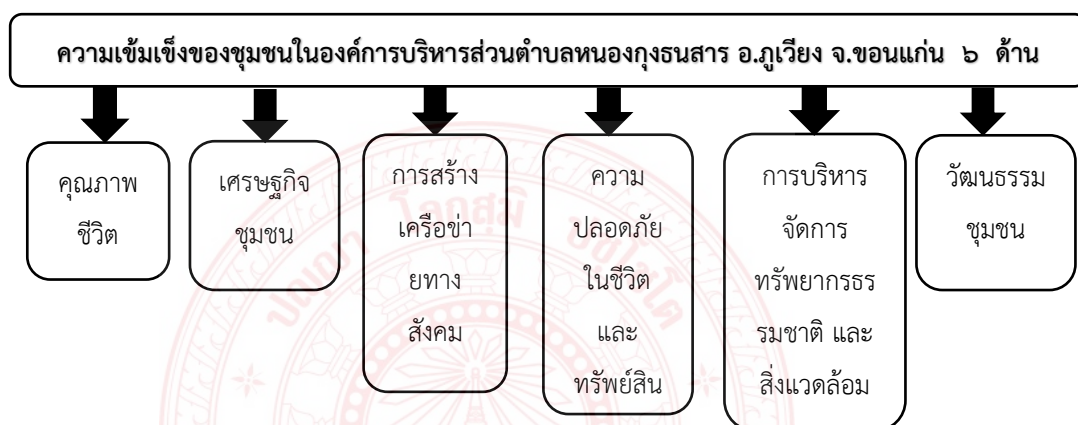 ความเข้มเข็งของชุมชนในองค์การบริหารส่วนตำบลหนองกุงธนสาร อ.ภูเวียง จ.ขอนแก่น ๖ ด้าน
คุณภาพ
ชีวิต
เศรษฐกิจ
ชุมชน
การสร้าง
เครือข่า
ยทาง
สังคม
ความ
ปลอดภัย
ในชีวิต
และ
ทรัพย์สิน
การบริหาร
จัดการ
ทรัพยากรธร
รมชาติ และ
สิ่งแวดล้อม
วัฒนธรรม
ชุมชน
โลกสฺมิ